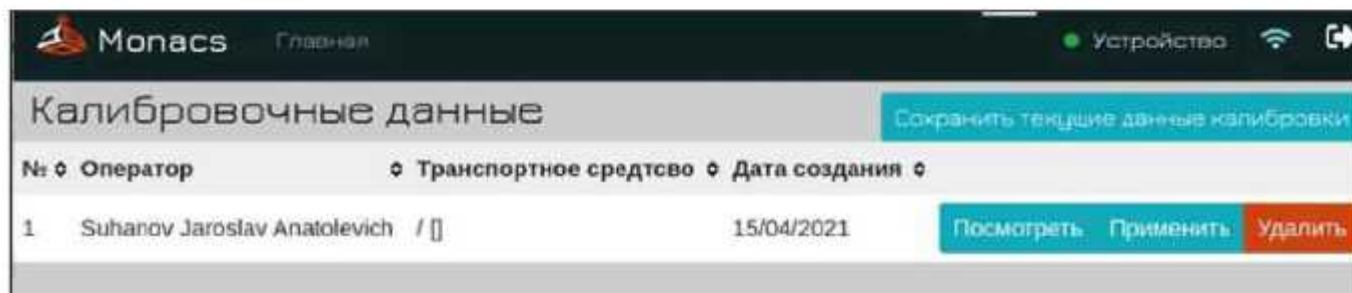 Monacs Главная Устройство
Калибровочные данные Сохранить текущие данные калибровки
№ Оператор Транспортное средтсво Дата создания
1 Suhanov Jaroslav Anatolevich / [] 15/04/2021 Посмотреть Применить Удалить